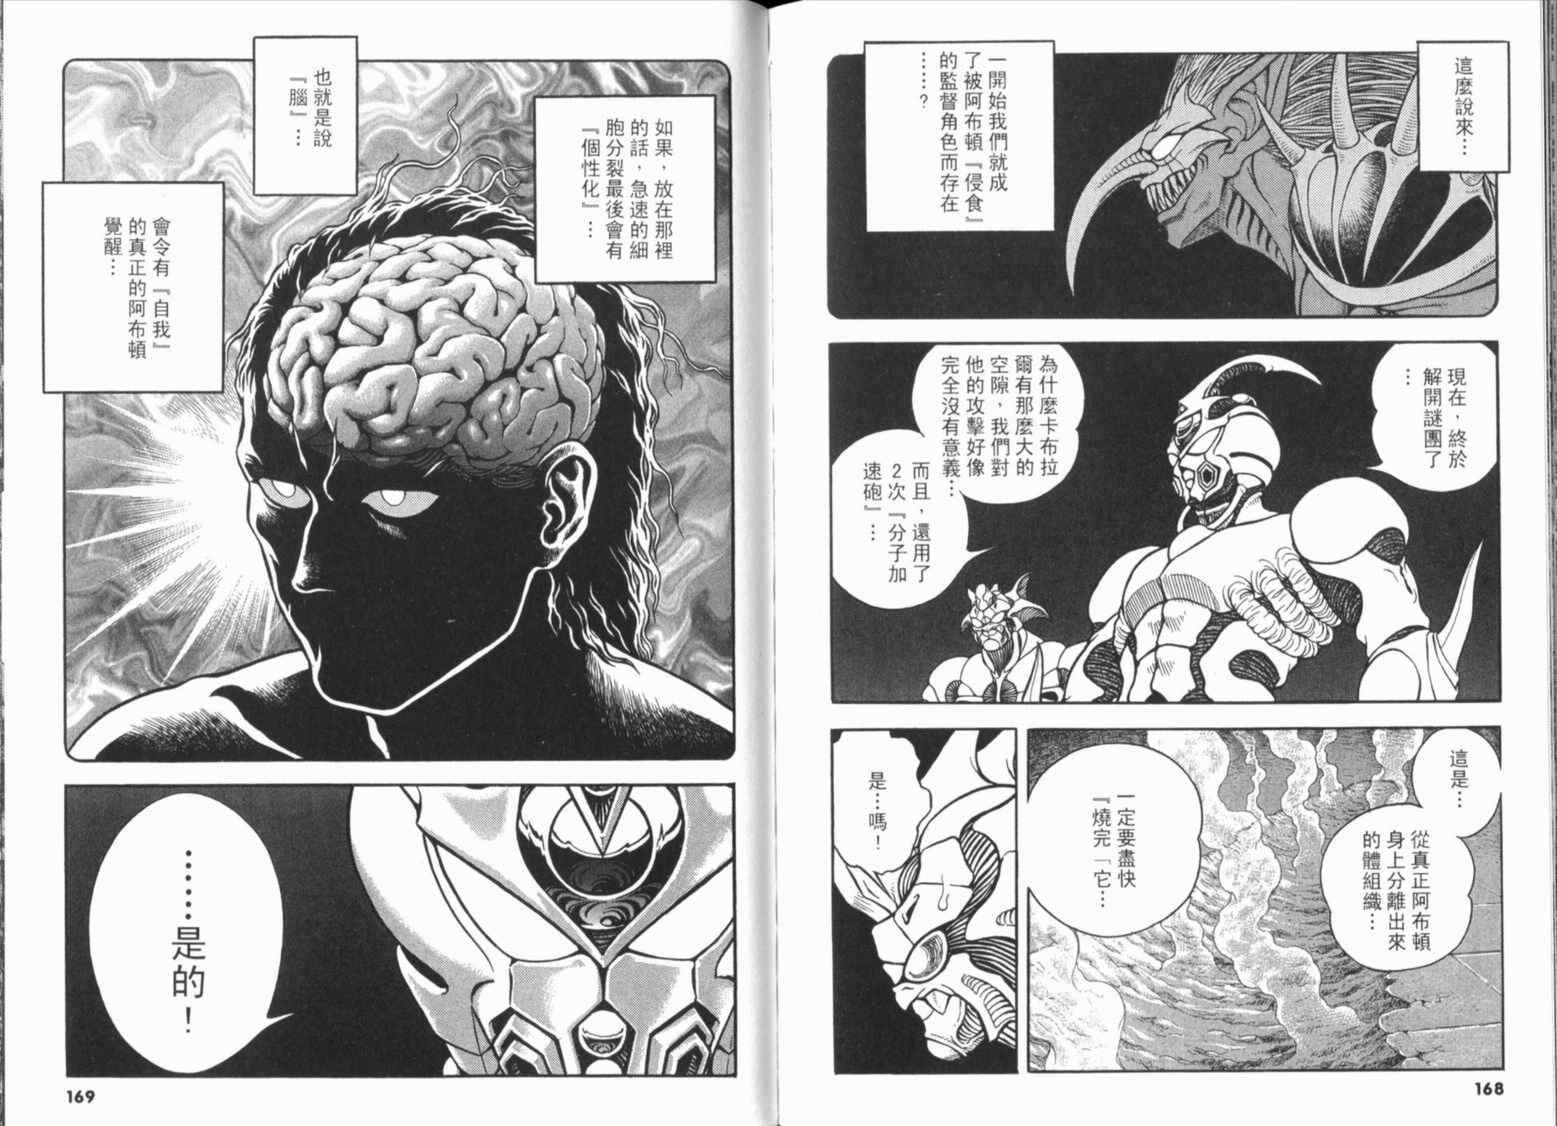 這麼說來…
一開始我們就成
了被阿布頓『侵食』
的監督角色而存在
……？
現在，終於
解開謎團了
…
為什麼卡布拉
爾有那麼大的
空隙，我們對
他的攻擊好像
完全沒有意義…
而且，還用了
2次『分子加
速砲』…
這是…
從真正阿布頓
身上分離出來
的體組織…
一定要盡快
『燒完「它…
是…嗎！
168
如果，放在那裡
的話，急速的細
胞分裂最後會有
『個性化』…
也就是說
『腦』…
會令有『自我』
的真正的阿布頓
覺醒…
……是的！
169